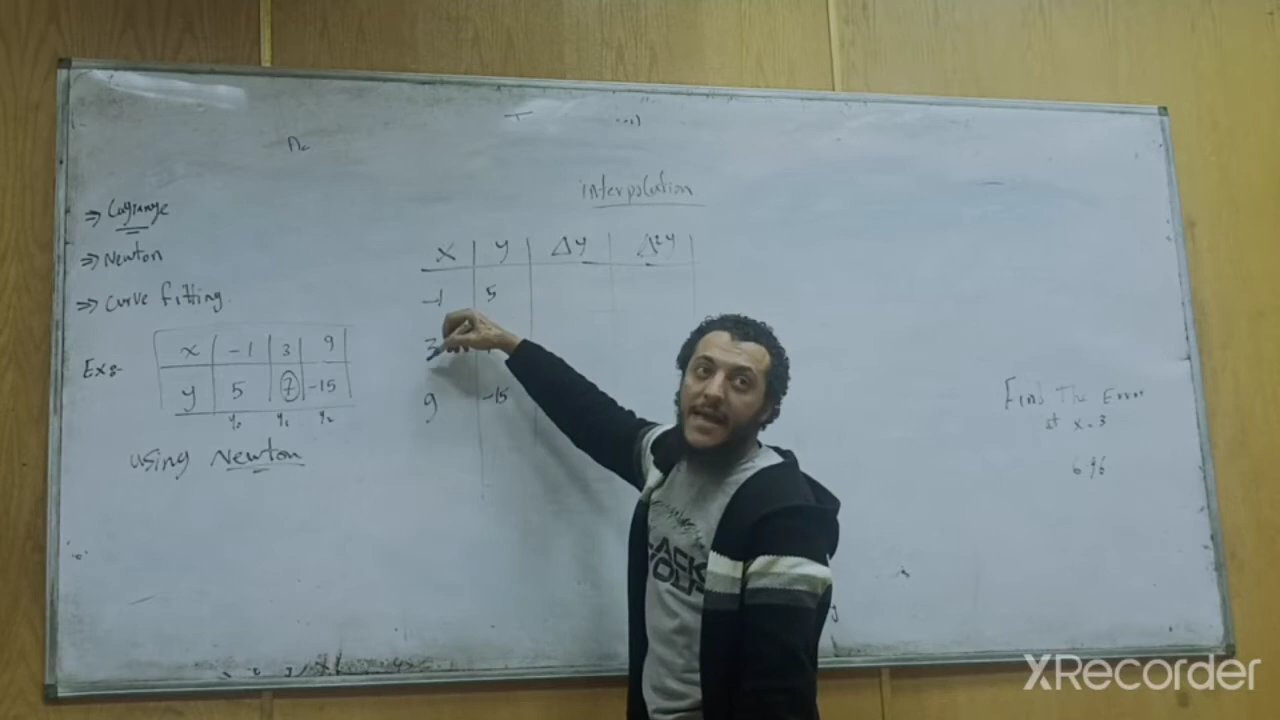 interpolation
⇒ Lagrange
⇒ Newton
⇒ Curve fitting
Ex:-
x | -1 | 3 | 9
y | 5 | 7 | -15
y₀ y₁ y₂
using Newton
x | y | Δy | Δ²y
-1 | 5
3
9 | -15
Find The Error
at x=3
XRecorder